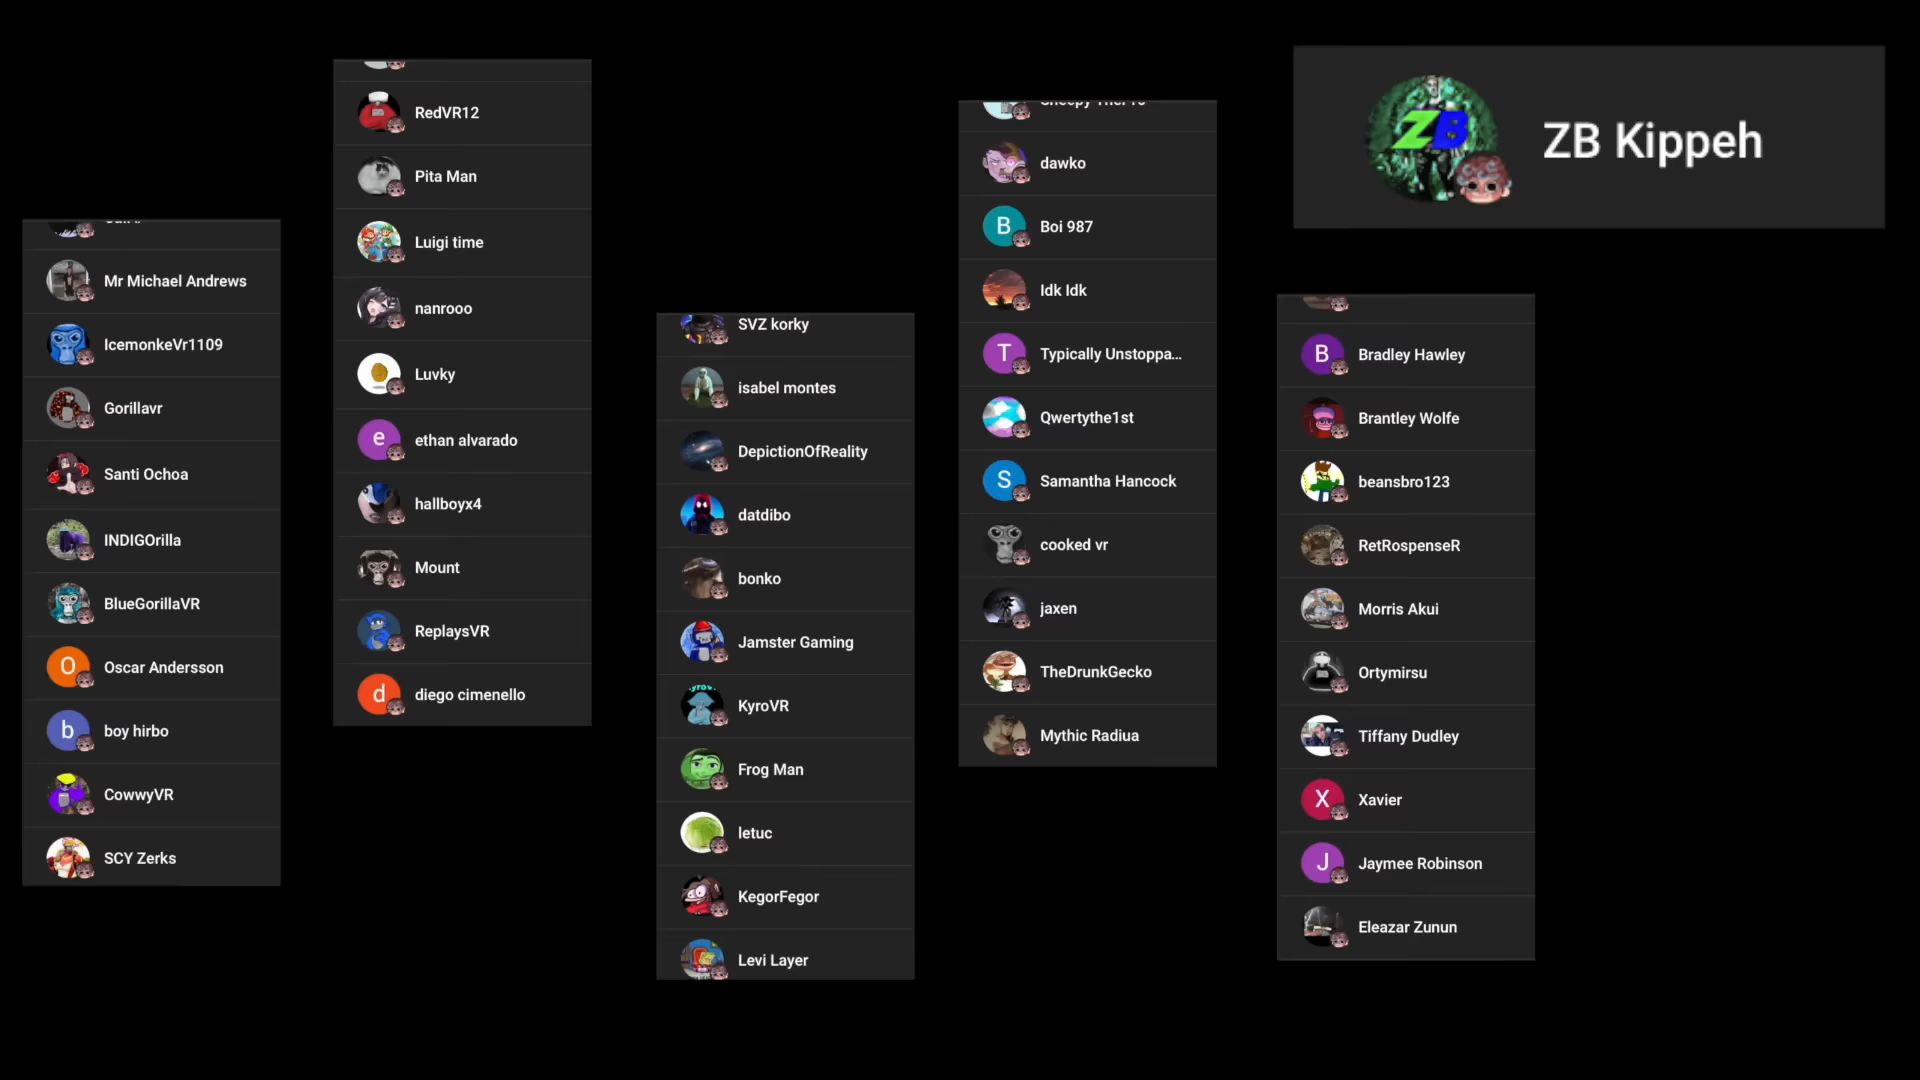 Mr Michael Andrews
IcemonkeVr1109
Gorillavr
Santi Ochoa
INDIGOrilla
BlueGorillaVR
O
Oscar Andersson
b
boy hirbo
CowwyVR
SCY Zerks
RedVR12
Pita Man
Luigi time
nanrooo
Luvky
e
ethan alvarado
hallboyx4
Mount
ReplaysVR
d
diego cimenello
SVZ korky
isabel montes
DepictionOfReality
datdibo
bonko
Jamster Gaming
KyroVR
Frog Man
letuc
KegorFegor
Levi Layer
dawko
B
Boi 987
Idk Idk
T
Typically Unstoppa...
Qwertythe1st
S
Samantha Hancock
cooked vr
jaxen
TheDrunkGecko
Mythic Radiua
ZB
ZB Kippeh
B
Bradley Hawley
Brantley Wolfe
beansbro123
RetRospenseR
Morris Akui
Ortymirsu
Tiffany Dudley
X
Xavier
J
Jaymee Robinson
Eleazar Zunun